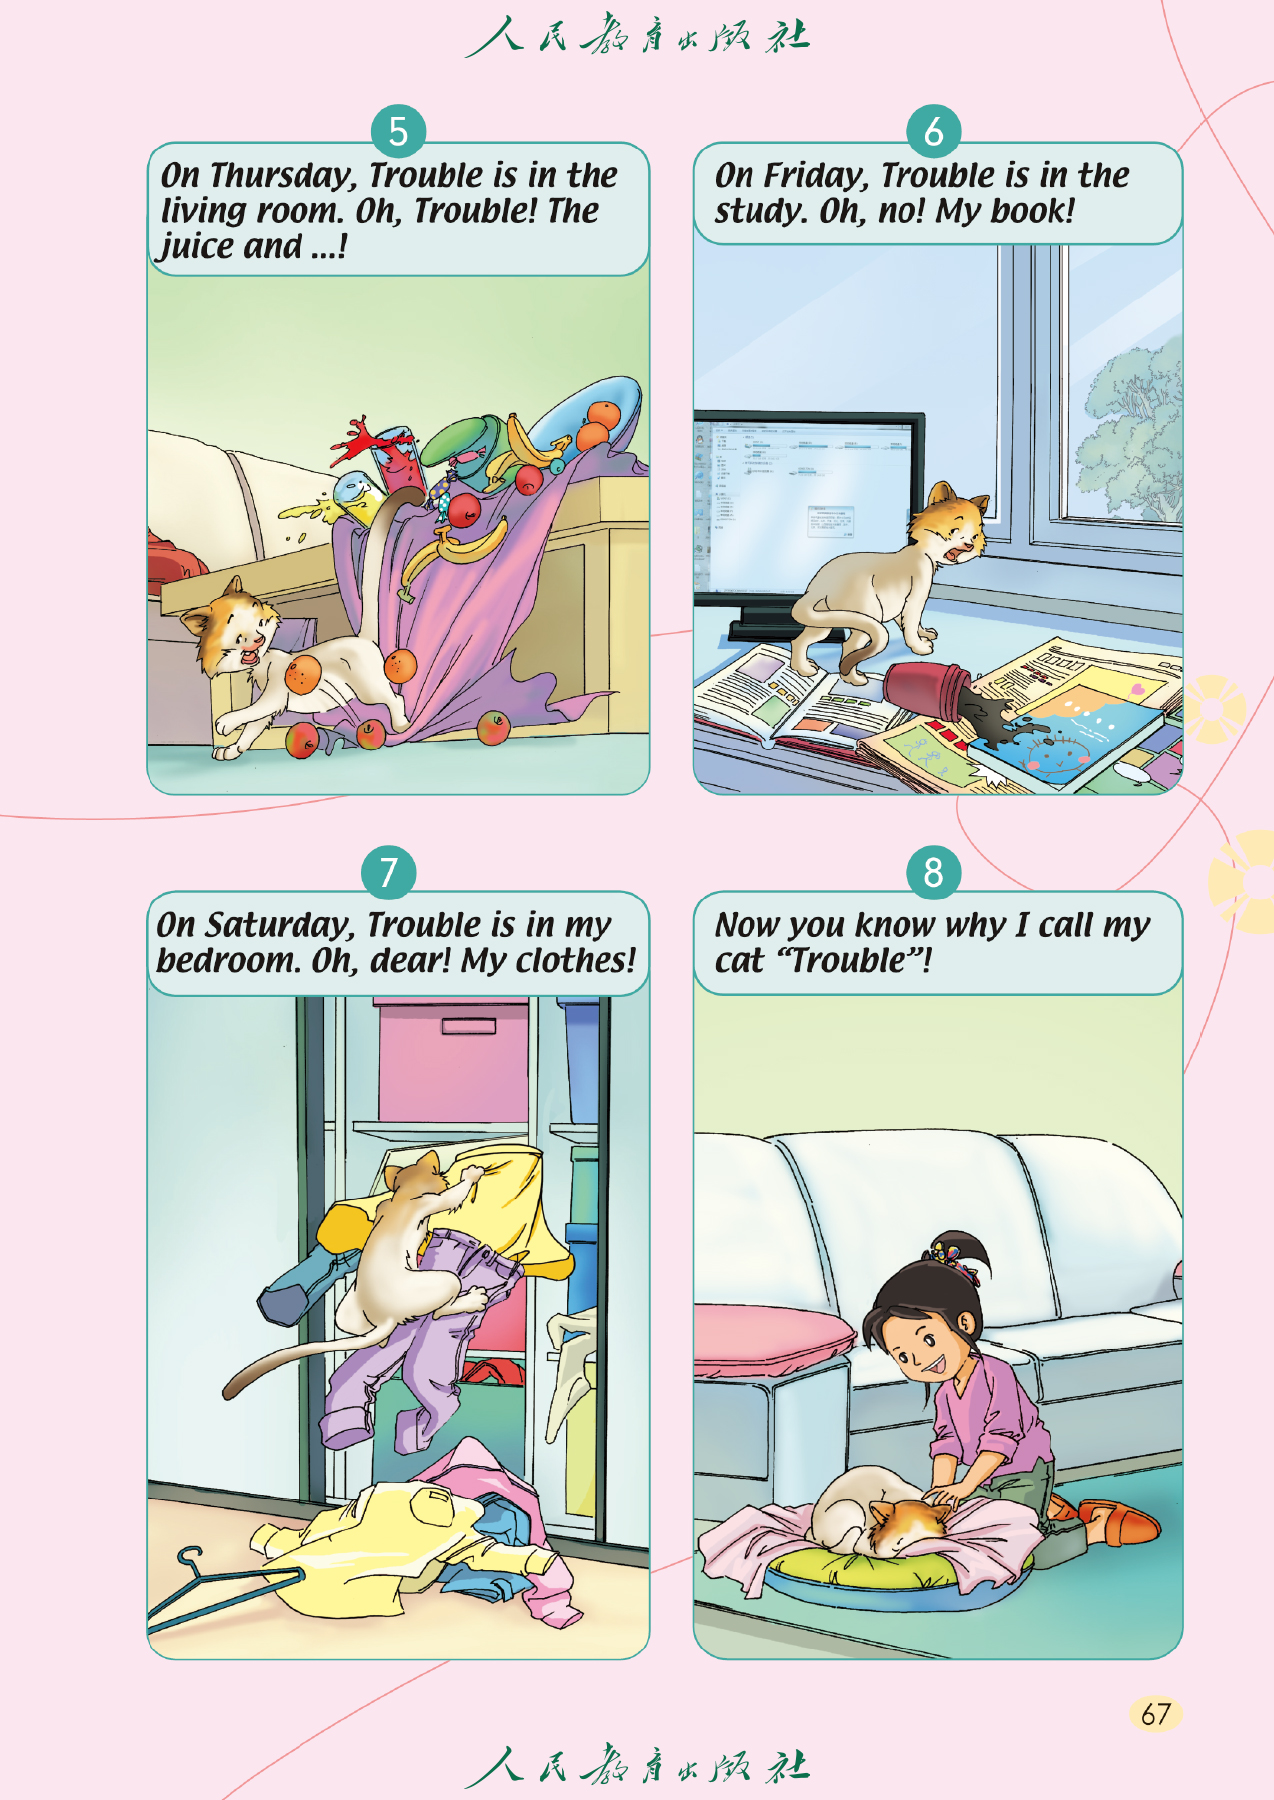 人民教育出版社
5
On Thursday, Trouble is in the
living room. Oh, Trouble! The
juice and ...!
6
On Friday, Trouble is in the
study. Oh, no! My book!
7
On Saturday, Trouble is in my
bedroom. Oh, dear! My clothes!
8
Now you know why I call my
cat “Trouble”!
67
人民教育出版社